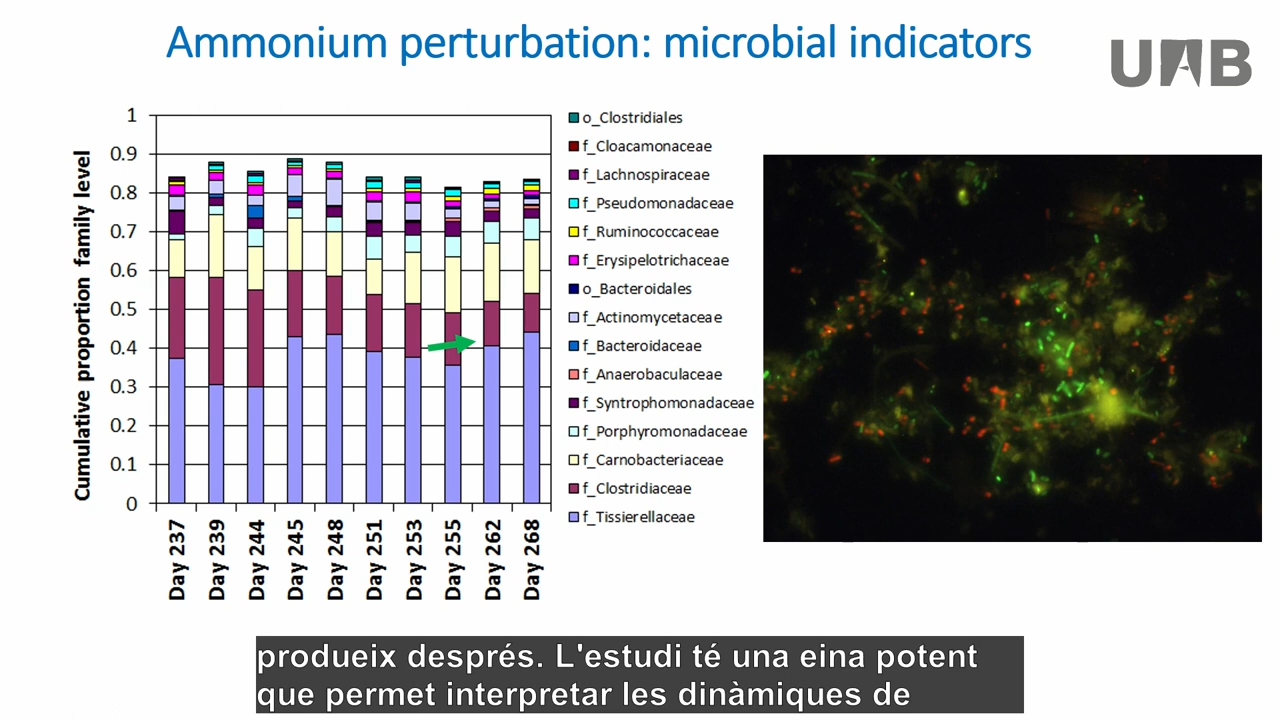 Ammonium perturbation: microbial indicators
UAB
Cumulative proportion family level
1
0.9
0.8
0.7
0.6
0.5
0.4
0.3
0.2
0.1
0
Day 237
Day 239
Day 244
Day 245
Day 248
Day 251
Day 253
Day 255
Day 262
Day 268
o_Clostridiales
f_Cloacamonaceae
f_Lachnospiraceae
f_Pseudomonadaceae
f_Ruminococcaceae
f_Erysipelotrichaceae
o_Bacteroidales
f_Actinomycetaceae
f_Bacteroidaceae
f_Anaerobaculaceae
f_Syntrophomonadaceae
f_Porphyromonadaceae
f_Carnobacteriaceae
f_Clostridiaceae
f_Tissierellaceae
produeix després. L'estudi té una eina potent
que permet interpretar les dinàmiques de